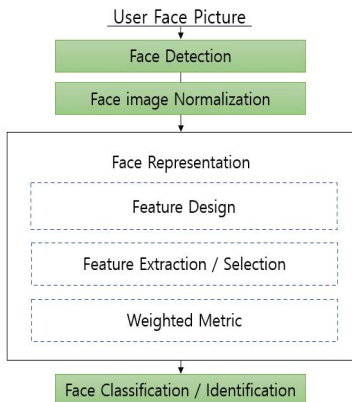 User Face Picture
Face Detection
Face image Normalization
Face Representation
Feature Design
Feature Extraction / Selection
Weighted Metric
Face Classification / Identification